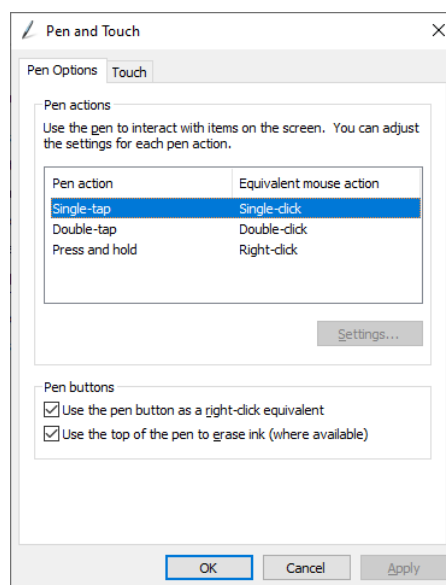 Pen and Touch
Pen Options Touch
Pen actions
Use the pen to interact with items on the screen. You can adjust
the settings for each pen action.
Pen action Equivalent mouse action
Single-tap Single-click
Double-tap Double-click
Press and hold Right-click
Settings...
Pen buttons
Use the pen button as a right-click equivalent
Use the top of the pen to erase ink (where available)
OK Cancel Apply